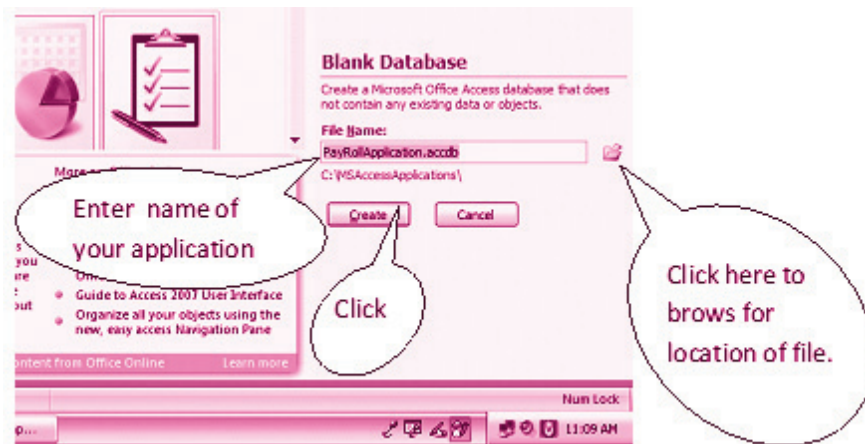 Blank Database
Create a Microsoft Office Access database that does
not contain any existing data or objects.
File Name:
PayRollApplication.accdb
C:\MSAccessApplications\
Create
Cancel
Enter name of
your application
Click
Click here to
brows for
location of file.
you
Guide to Access 2007 User Interface
Organize all your objects using the
new, easy access Navigation Pane
ontent from Office Online
Learn more
Num Lock
p...
11:09 AM